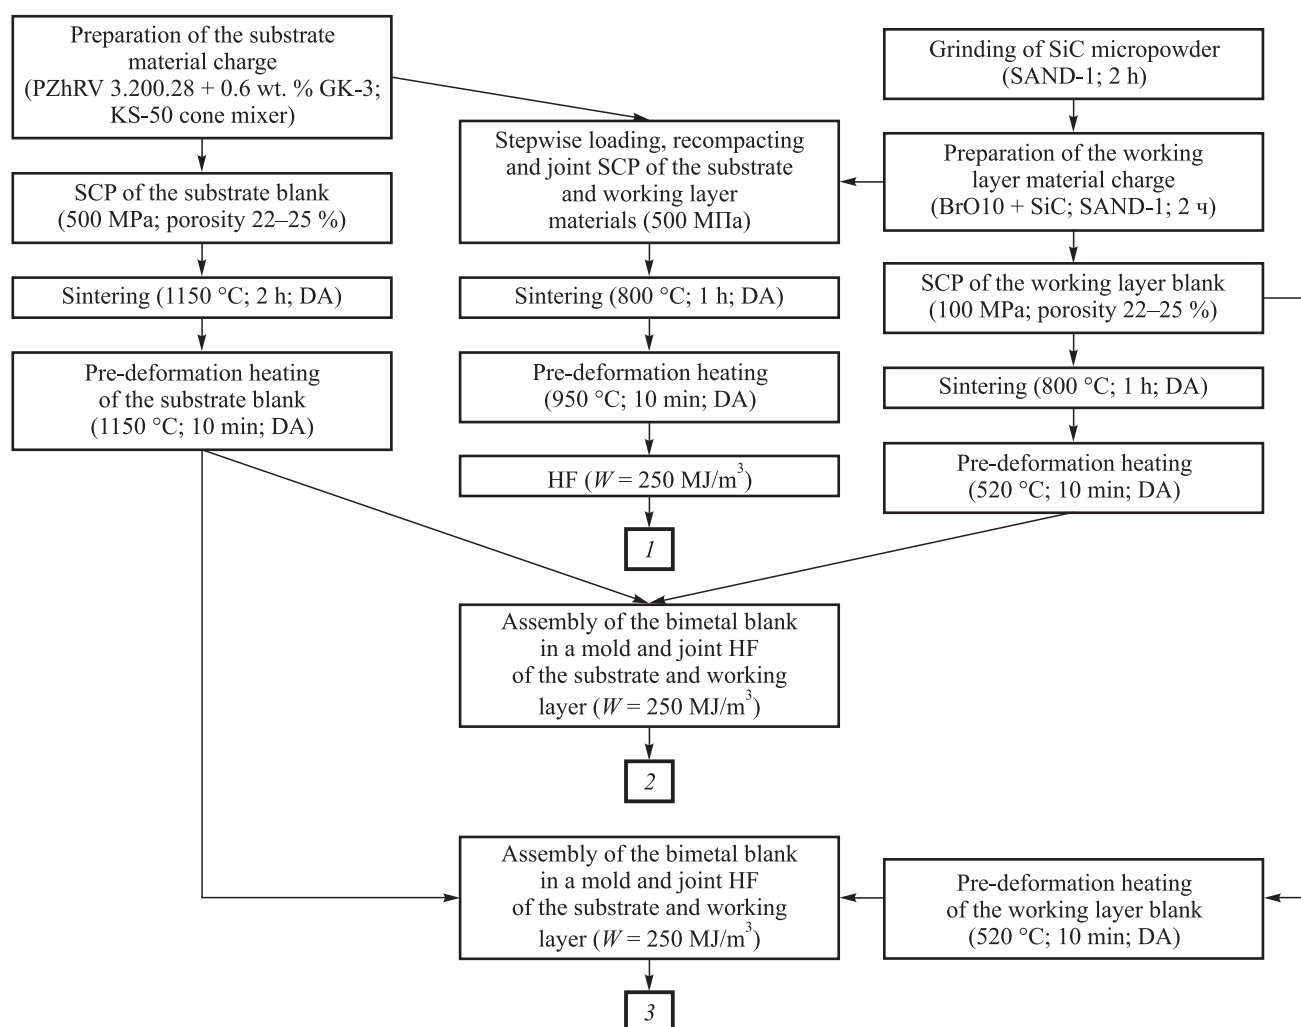 Preparation of the substrate
material charge
(PZhRV 3.200.28 + 0.6 wt. % GK-3;
KS-50 cone mixer)
SCP of the substrate blank
(500 MPa; porosity 22–25 %)
Sintering (1150 °C; 2 h; DA)
Pre-deformation heating
of the substrate blank
(1150 °C; 10 min; DA)
Stepwise loading, recompacting
and joint SCP of the substrate
and working layer
materials (500 МПа)
Sintering (800 °C; 1 h; DA)
Pre-deformation heating
(950 °C; 10 min; DA)
HF (W = 250 MJ/m³)
1
Grinding of SiC micropowder
(SAND-1; 2 h)
Preparation of the working
layer material charge
(BrO10 + SiC; SAND-1; 2 ч)
SCP of the working layer blank
(100 MPa; porosity 22–25 %)
Sintering (800 °C; 1 h; DA)
Pre-deformation heating
(520 °C; 10 min; DA)
Assembly of the bimetal blank
in a mold and joint HF
of the substrate and working
layer (W = 250 MJ/m³)
2
Assembly of the bimetal blank
in a mold and joint HF
of the substrate and working
layer (W = 250 MJ/m³)
Pre-deformation heating
of the working layer blank
(520 °C; 10 min; DA)
3